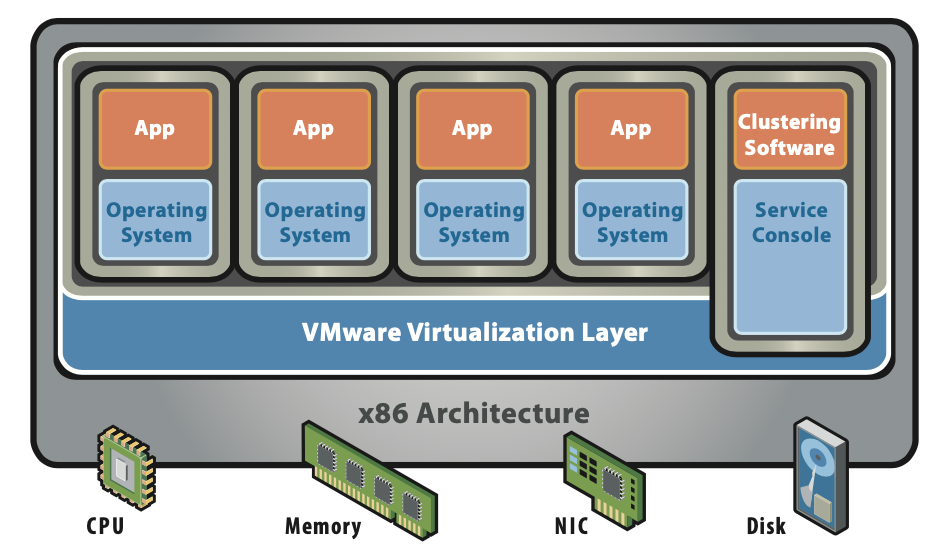 App
App
App
App
Clustering
Software
Operating
System
Operating
System
Operating
System
Operating
System
Service
Console
VMware Virtualization Layer
x86 Architecture
CPU
Memory
NIC
Disk